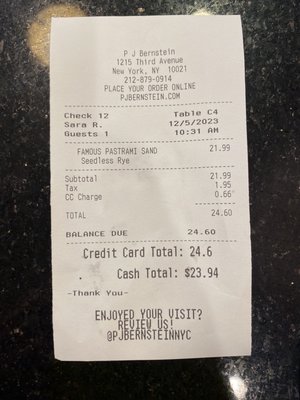 P J Bernstein
1215 Third Avenue
New York, NY 10021
212-879-0914
PLACE YOUR ORDER ONLINE
PJBERNSTEIN.COM
Check 12 Table C4
Sara R. 12/5/2023
Guests 1 10:31 AM
FAMOUS PASTRAMI SAND 21.99
Seedless Rye
Subtotal 21.99
Tax 1.95
CC Charge 0.66
TOTAL 24.60
BALANCE DUE 24.60
Credit Card Total: 24.6
Cash Total: $23.94
-Thank You-
ENJOYED YOUR VISIT?
REVIEW US!
@PJBERNSTEINNYC